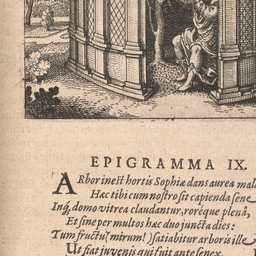 EPIGRAMMA IX.
ARbor inest hortis Sophiæ dans aurea mala
Hac tibi cum nostro sit capienda sene
Inq́; domo vitrea claudantur, roreque plenâ,
Et sine per multos hac duo juncta dies:
Tum fructu (mirum!) satiabitur arboris ille
Ut fiat juvenis qui fuit ante senex.